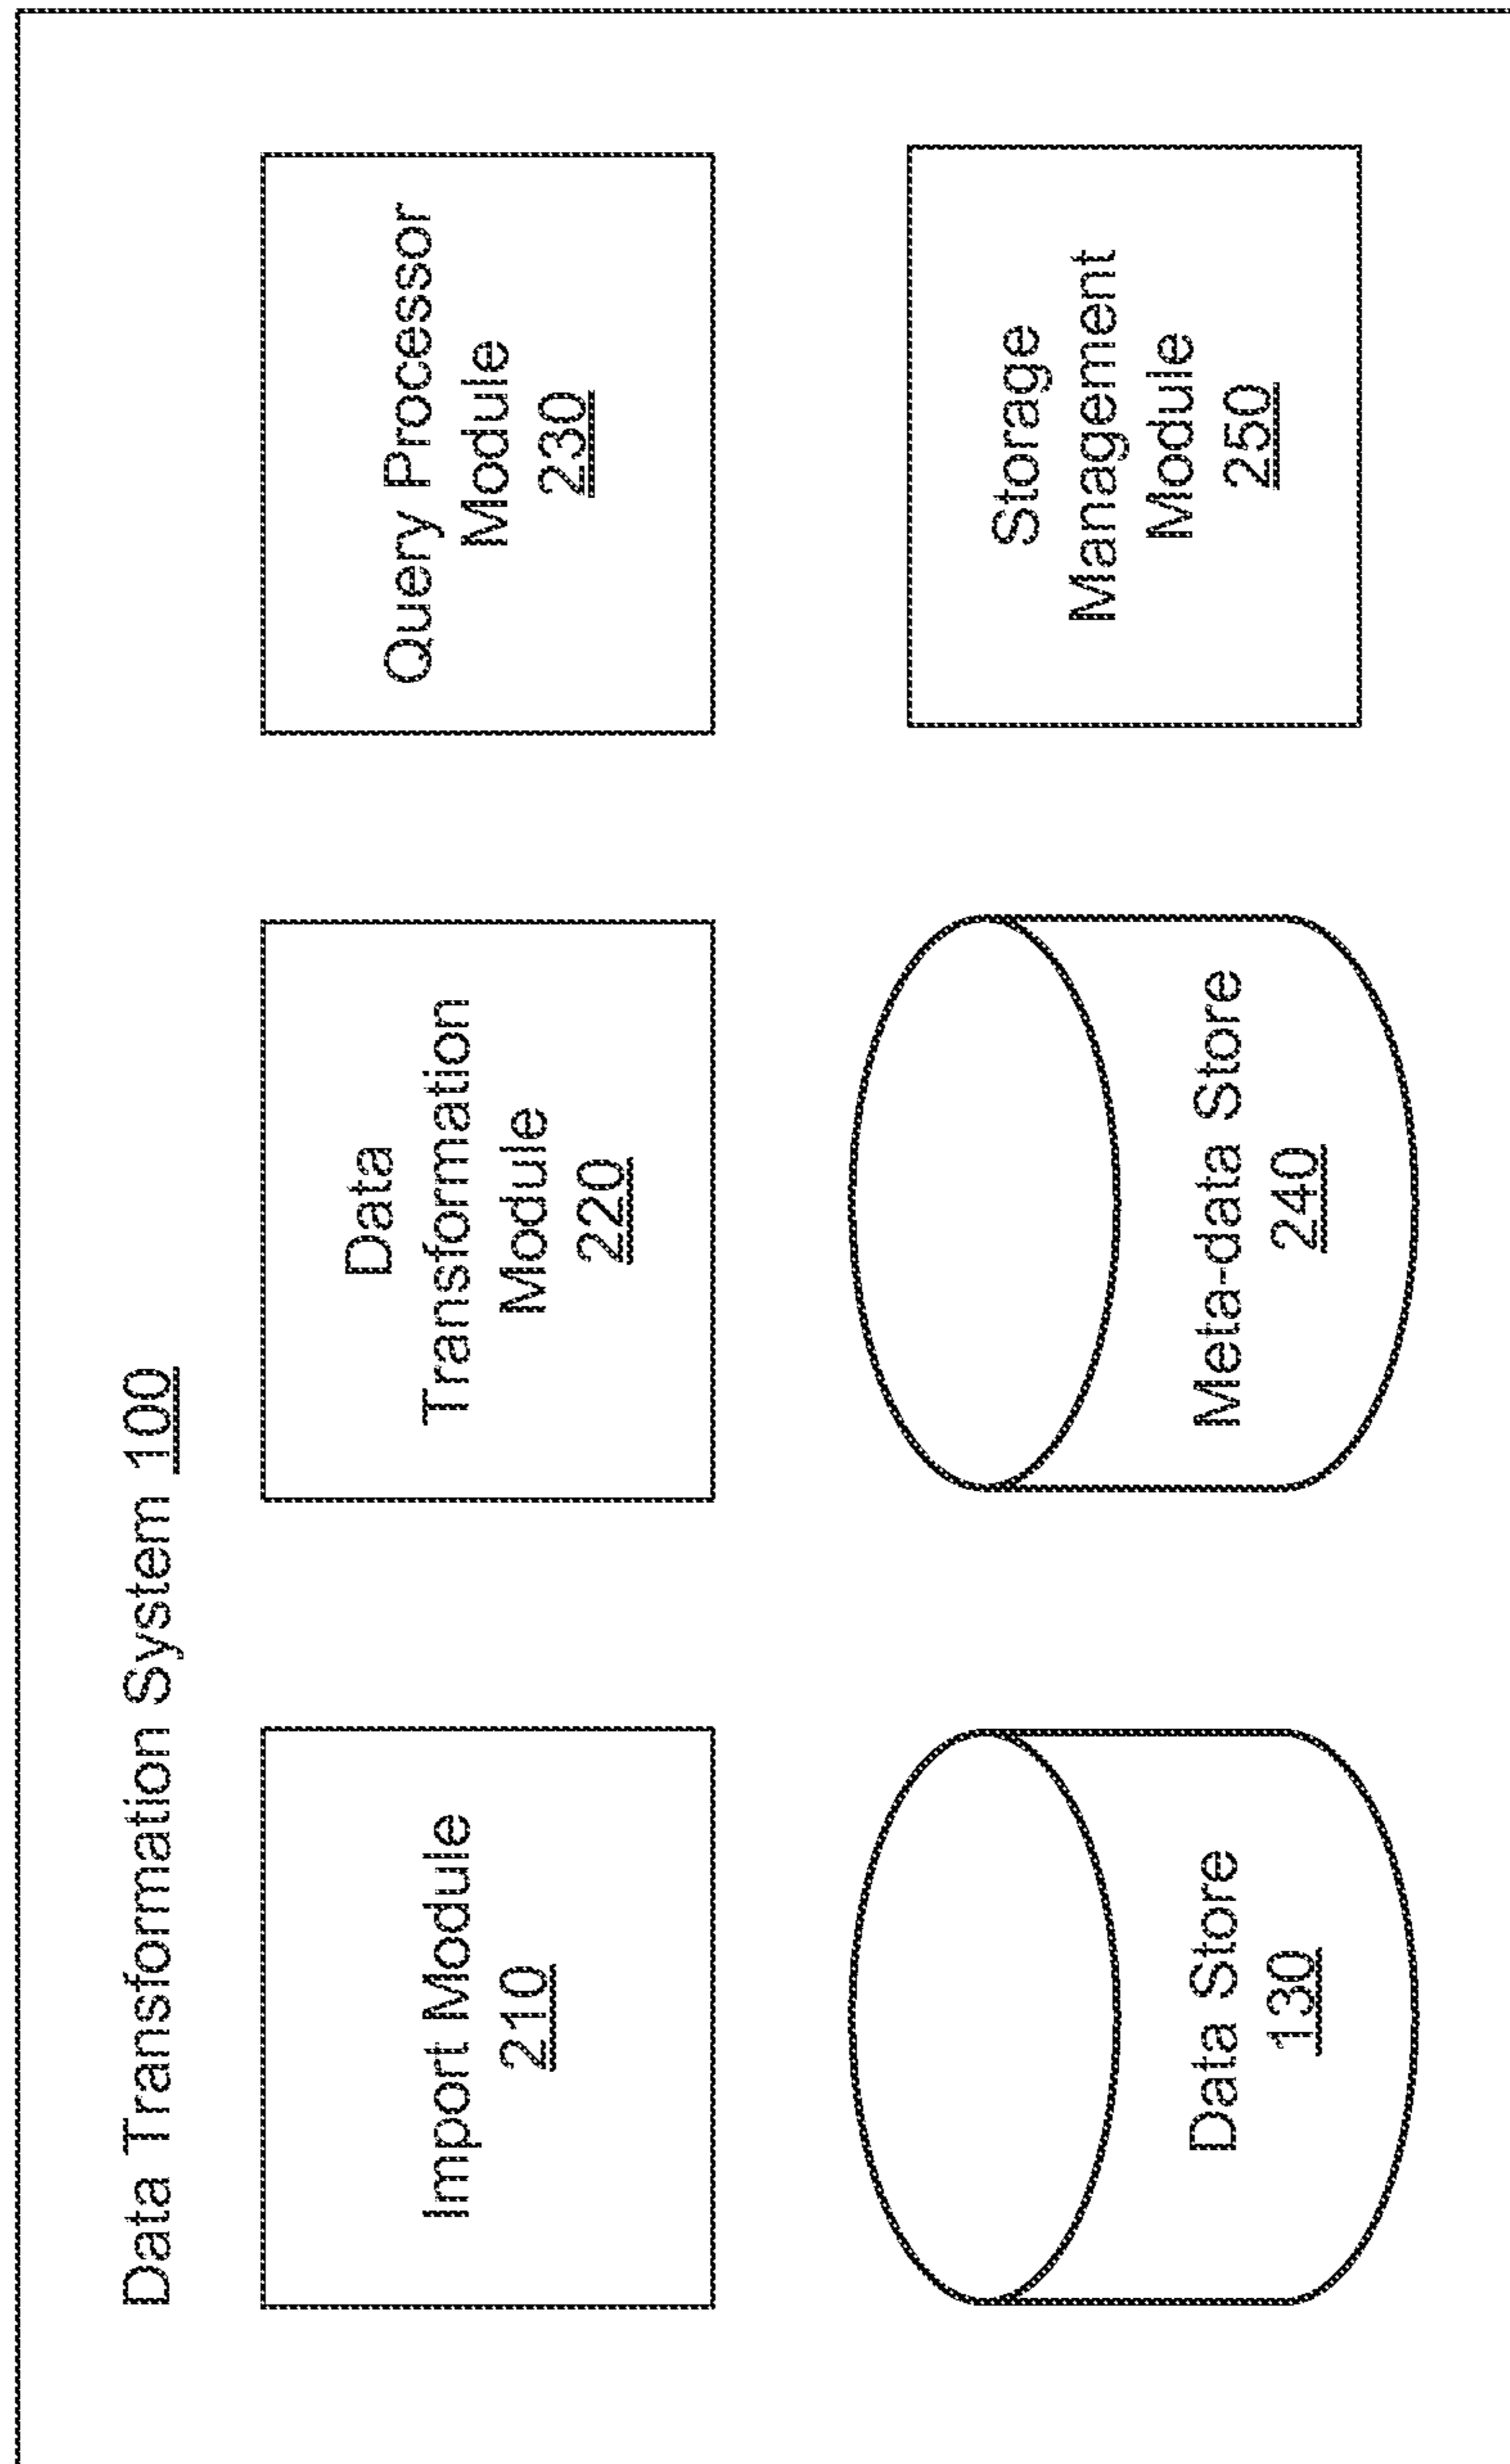 Data Transformation System 100
Import Module
210
Data
Transformation
Module
220
Query Processor
Module
230
Data Store
130
Meta-data Store
240
Storage
Management
Module
250